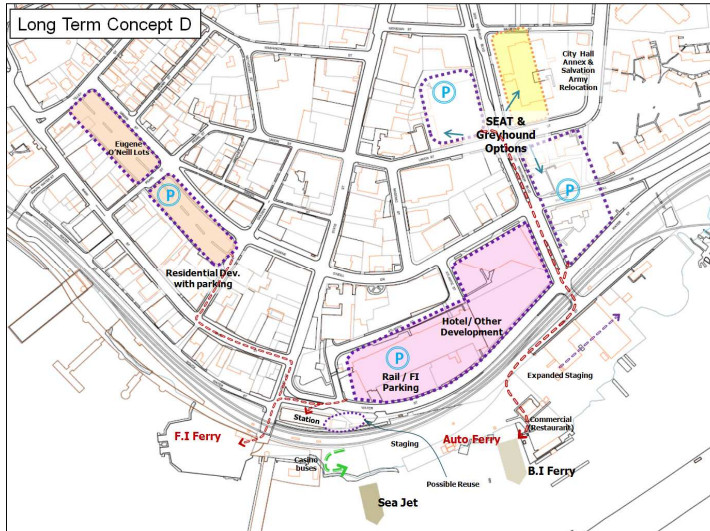 Long Term Concept D
City Hall
Annex &
Salvation
Army
Relocation
P
SEAT &
Greyhound
Options
Eugene
O'Neill Lots
P
P
Residential Dev.
with parking
Hotel/ Other
Development
P
Rail / FI
Parking
Expanded Staging
Station
Commercial
(Restaurant)
F.I Ferry
Staging
Auto Ferry
Casino
buses
Possible Reuse
B.I Ferry
Sea Jet